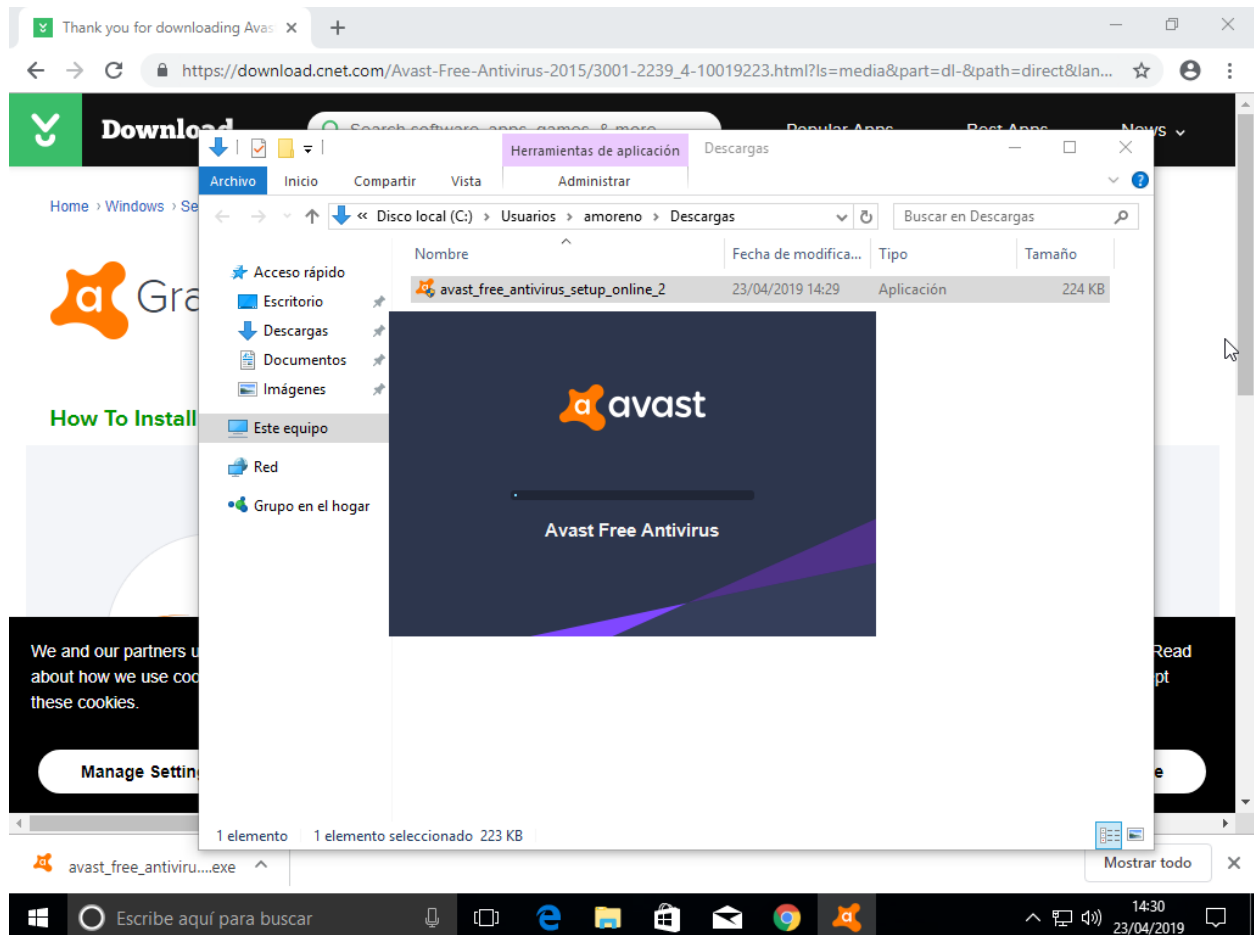 Thank you for downloading Avas
https://download.cnet.com/Avast-Free-Antivirus-2015/3001-2239_4-10019223.html?ls=media&part=dl-&path=direct&lan...
Download
Search software, apps, games, & more
Popular Apps
Best Apps
News
Herramientas de aplicación
Descargas
Archivo
Inicio
Compartir
Vista
Administrar
Home › Windows › Se
« Disco local (C:) › Usuarios › amoreno › Descargas
Buscar en Descargas
Nombre
Fecha de modifica...
Tipo
Tamaño
avast_free_antivirus_setup_online_2
23/04/2019 14:29
Aplicación
224 KB
Acceso rápido
Escritorio
Descargas
Documentos
Imágenes
Este equipo
Red
Grupo en el hogar
Gra
How To Install
avast
Avast Free Antivirus
We and our partners u
about how we use coo
these cookies.
Read
pt
Manage Settin
e
1 elemento
1 elemento seleccionado 223 KB
avast_free_antiviru....exe
Mostrar todo
Escribe aquí para buscar
14:30
23/04/2019